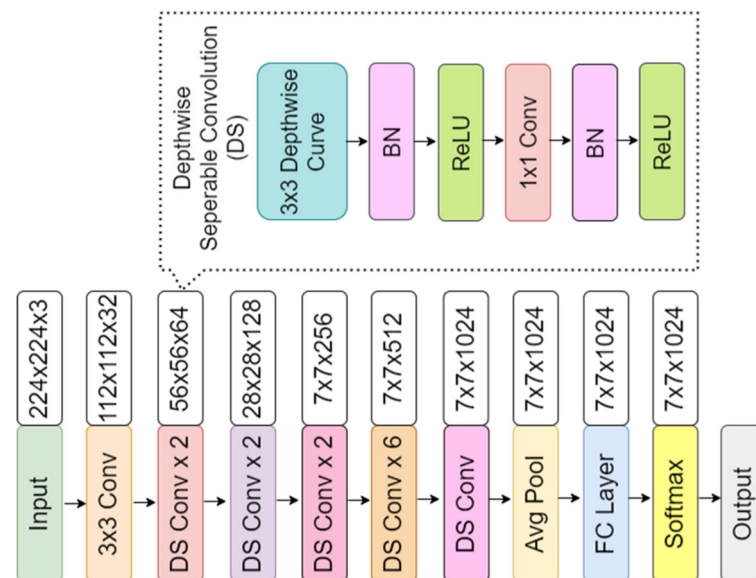 Depthwise
Seperable Convolution
(DS)
3x3 Depthwise
Curve
BN
ReLU
1x1 Conv
BN
ReLU
224x224x3
112x112x32
56x56x64
28x28x128
7x7x256
7x7x512
7x7x1024
7x7x1024
7x7x1024
7x7x1024
Input
3x3 Conv
DS Conv x 2
DS Conv x 2
DS Conv x 2
DS Conv x 6
DS Conv
Avg Pool
FC Layer
Softmax
Output